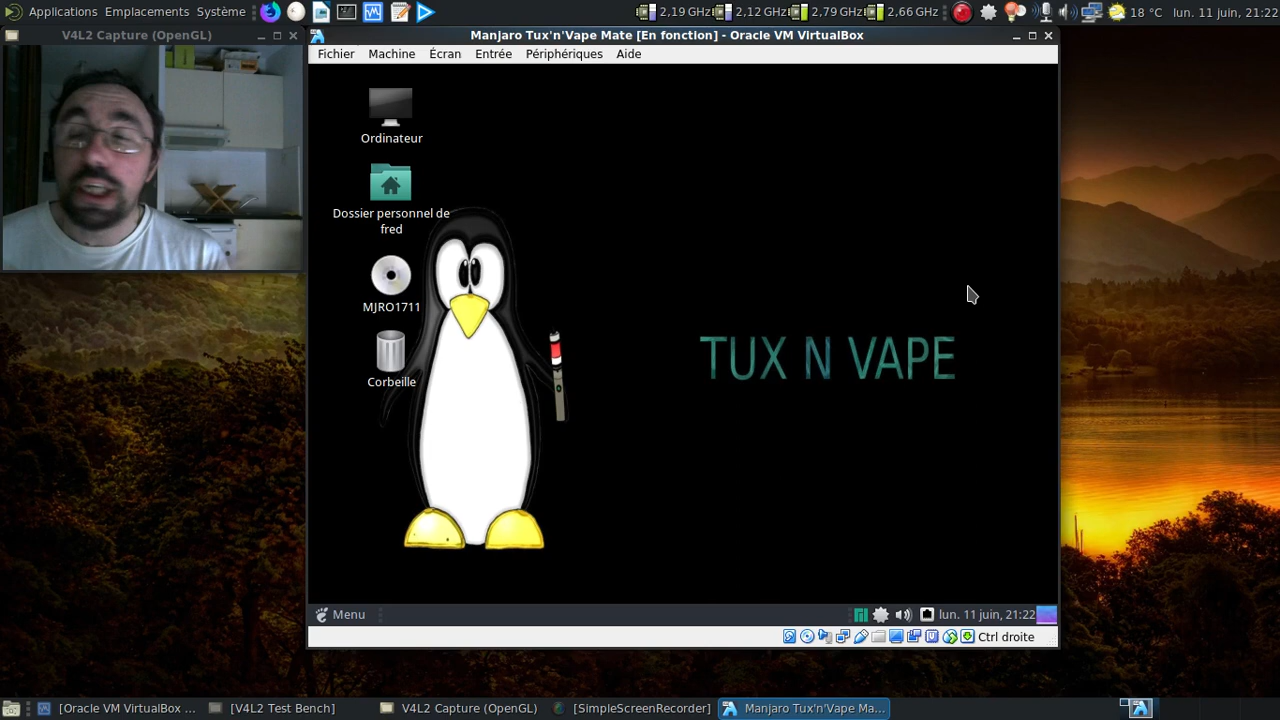 Applications Emplacements Système
2,19 GHz 2,12 GHz 2,79 GHz 2,66 GHz 18 °C lun. 11 juin, 21:22
V4L2 Capture (OpenGL)
Manjaro Tux'n'Vape Mate [En fonction] - Oracle VM VirtualBox
Fichier Machine Écran Entrée Périphériques Aide
Ordinateur
Dossier personnel de
fred
MJRO1711
Corbeille
TUX N VAPE
Menu
lun. 11 juin, 21:22
Ctrl droite
[Oracle VM VirtualBox ... [V4L2 Test Bench] V4L2 Capture (OpenGL) [SimpleScreenRecorder] Manjaro Tux'n'Vape Ma...